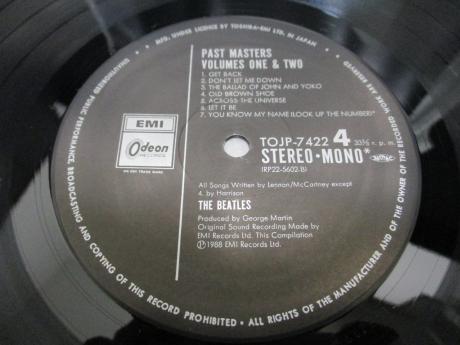 MFD. UNDER LICENCE BY TOSHIBA-EMI LTD. IN JAPAN
PAST MASTERS
VOLUMES ONE & TWO
1. GET BACK
2. DON'T LET ME DOWN
3. THE BALLAD OF JOHN AND YOKO
4. OLD BROWN SHOE
5. ACROSS THE UNIVERSE
6. LET IT BE
7. YOU KNOW MY NAME (LOOK UP THE NUMBER)*
EMI
Odeon
TOJP-7422 4 33⅓ r. p. m.
STEREO•MONO*
(RP22-5602-B)
All Songs Written by Lennon/McCartney except
4. by Harrison
THE BEATLES
Produced by George Martin
Original Sound Recording Made by
EMI Records Ltd. This Compilation
Ⓟ1988 EMI Records Ltd.
UNAUTHORISED PUBLIC PERFORMANCE, BROADCASTING AND COPYING OF THIS RECORD PROHIBITED • ALL RIGHTS OF THE MANUFACTURER AND OF THE OWNER OF THE RECORDED WORK ARE RESERVED